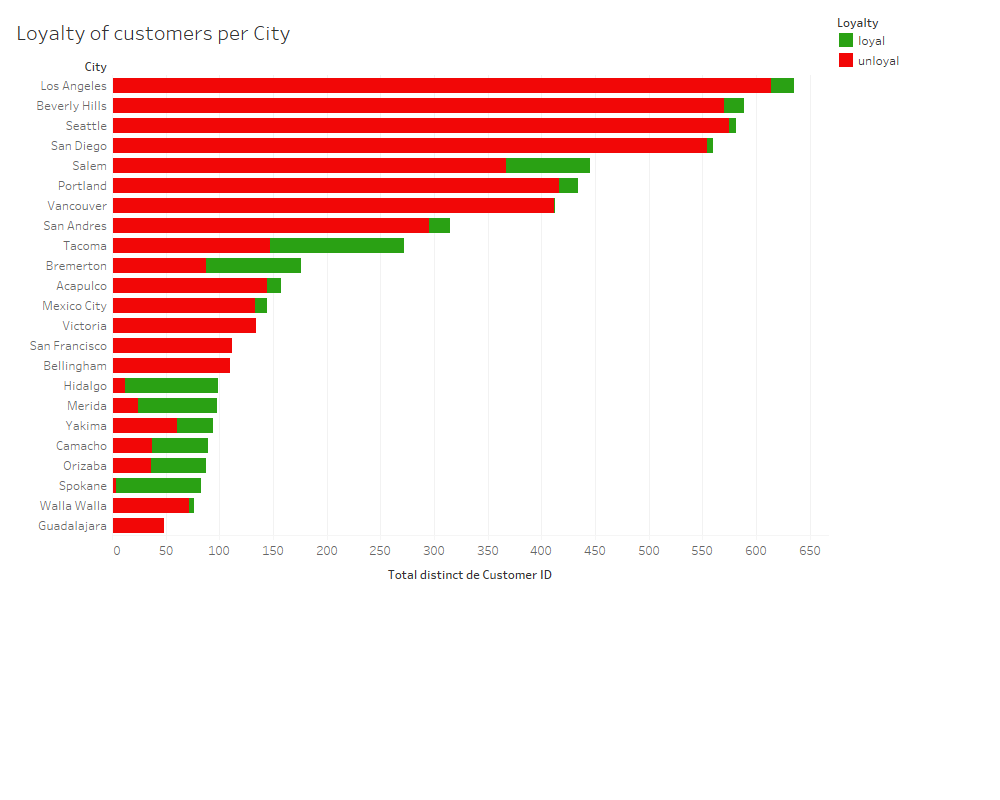 Loyalty of customers per City
Loyalty
loyal
unloyal
City
Los Angeles
Beverly Hills
Seattle
San Diego
Salem
Portland
Vancouver
San Andres
Tacoma
Bremerton
Acapulco
Mexico City
Victoria
San Francisco
Bellingham
Hidalgo
Merida
Yakima
Camacho
Orizaba
Spokane
Walla Walla
Guadalajara
0 50 100 150 200 250 300 350 400 450 500 550 600 650
Total distinct de Customer ID